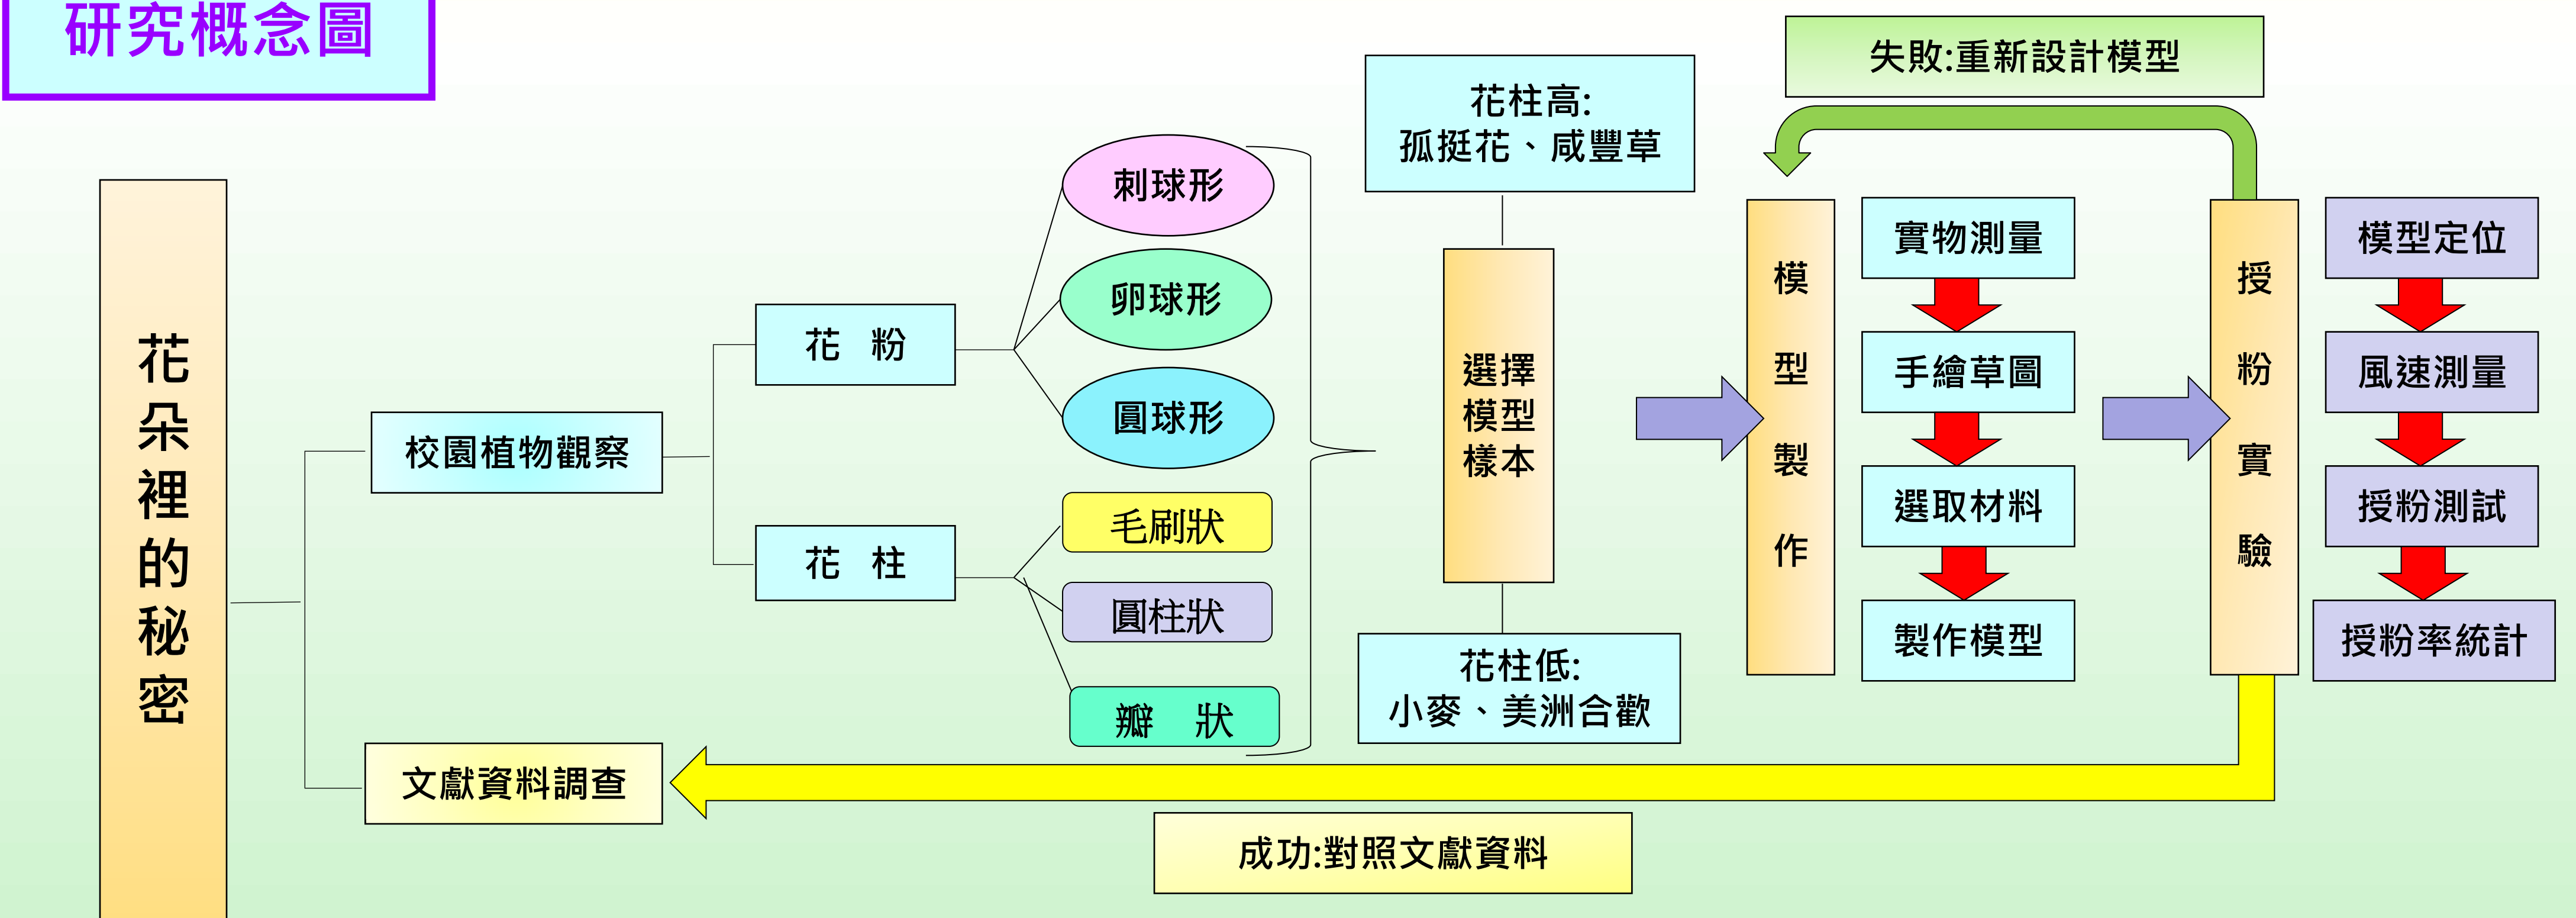 研究概念圖
花朵裡的秘密
校園植物觀察
文獻資料調查
花 粉
花 柱
刺球形
卵球形
圓球形
毛刷狀
圓柱狀
瓣 狀
花柱高:
孤挺花、咸豐草
選擇
模型
樣本
花柱低:
小麥、美洲合歡
模型製作
實物測量
手繪草圖
選取材料
製作模型
失敗:重新設計模型
授粉實驗
模型定位
風速測量
授粉測試
授粉率統計
成功:對照文獻資料